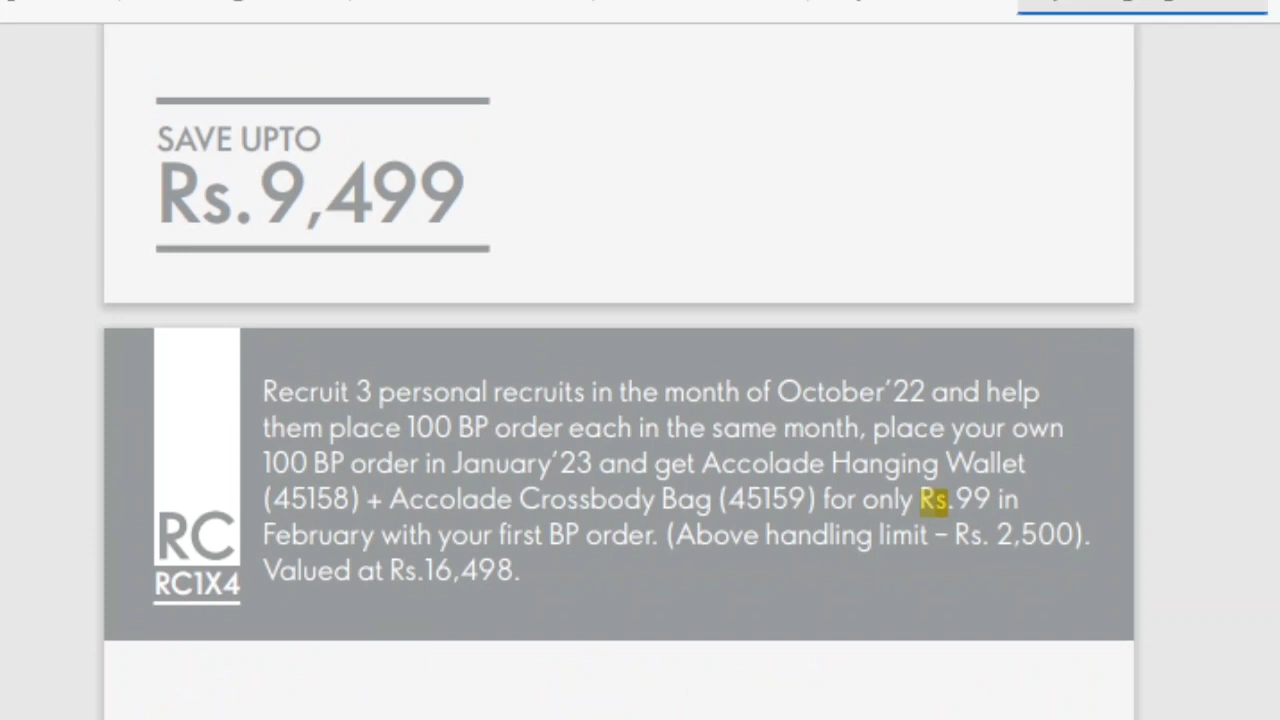 SAVE UPTO
Rs. 9,499
Recruit 3 personal recruits in the month of October'22 and help
them place 100 BP order each in the same month, place your own
100 BP order in January'23 and get Accolade Hanging Wallet
(45158) + Accolade Crossbody Bag (45159) for only Rs.99 in
February with your first BP order. (Above handling limit – Rs. 2,500).
Valued at Rs.16,498.
RC
RC1X4